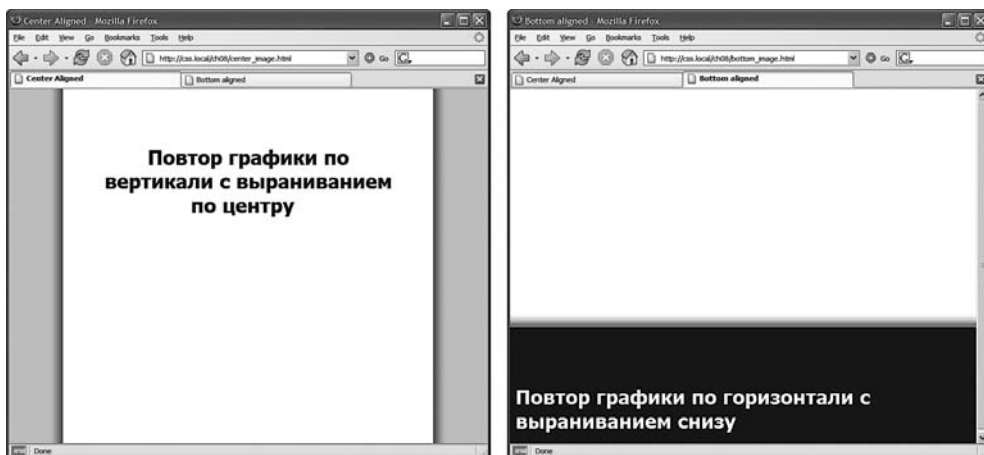 Center Aligned - Mozilla Firefox
File Edit View Go Bookmarks Tools Help
http://css.local/ch08/center_image.html Go
Center Aligned Bottom aligned
Повтор графики по
вертикали с выраниванием
по центру
Done
Bottom aligned - Mozilla Firefox
File Edit View Go Bookmarks Tools Help
http://css.local/ch08/bottom_image.html Go
Center Aligned Bottom aligned
Повтор графики по горизонтали с
выраниванием снизу
Done